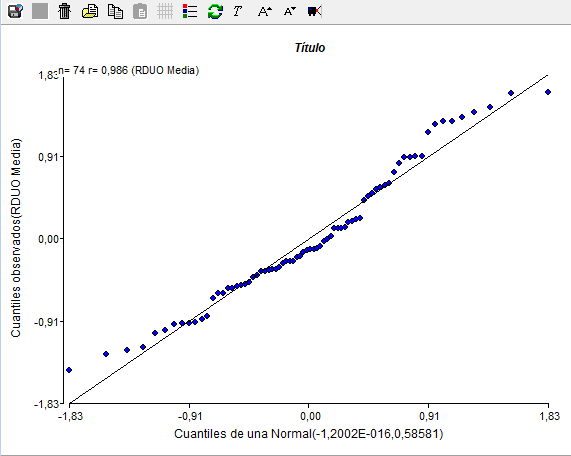 T A A
Título
n= 74 r= 0,986 (RDUO Media)
1,83
0,91
0,00
-0,91
-1,83
Cuantiles observados(RDUO Media)
-1,83 -0,91 0,00 0,91 1,83
Cuantiles de una Normal(-1,2002E-016,0,58581)